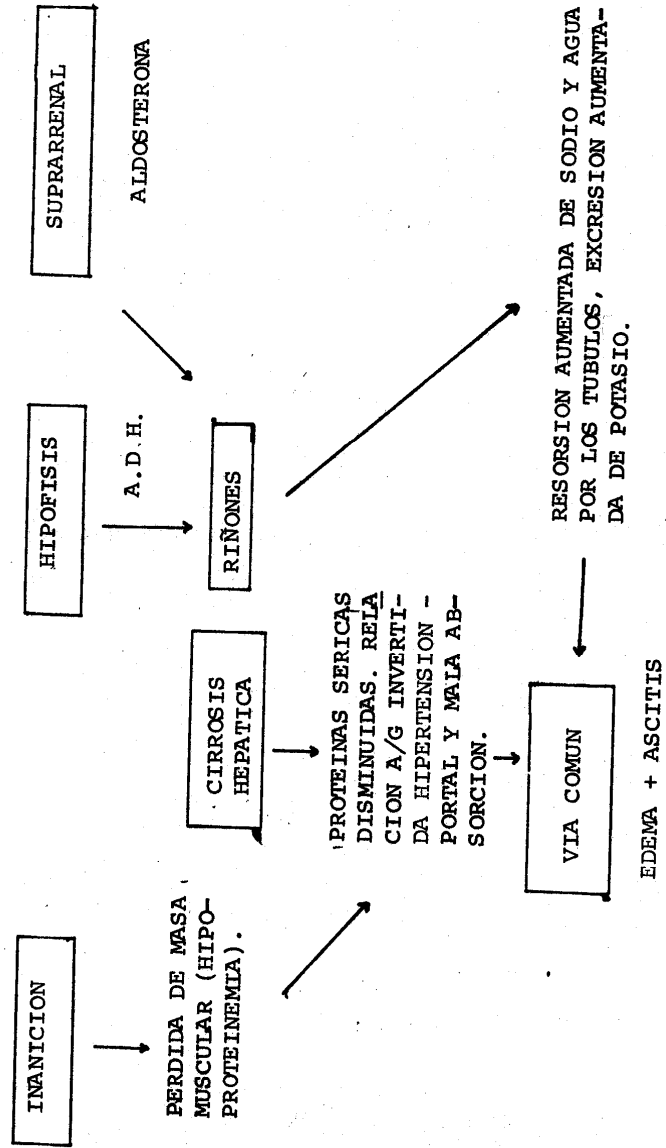 INANICION
PERDIDA DE MASA
MUSCULAR (HIPO-
PROTEINEMIA).
CIRROSIS
HEPATICA
PROTEINAS SERICAS
DISMINUIDAS. RELA
CION A/G INVERTI-
DA HIPERTENSION -
PORTAL Y MALA AB-
SORCION.
VIA COMUN
EDEMA + ASCITIS
HIPOFISIS
A.D.H.
RIÑONES
SUPRARRENAL
ALDOSTERONA
RESORSION AUMENTADA DE SODIO Y AGUA
POR LOS TUBULOS, EXCRESION AUMENTA-
DA DE POTASIO.